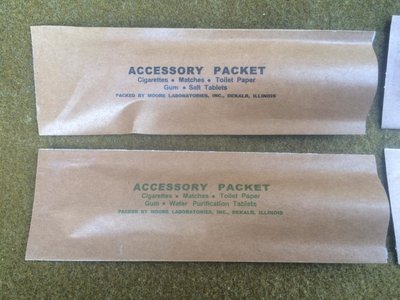 ACCESSORY PACKET
Cigarettes • Matches • Toilet Paper
Gum • Salt Tablets
PACKED BY MOORE LABORATORIES, INC., DEKALB, ILLINOIS
ACCESSORY PACKET
Cigarettes • Matches • Toilet Paper
Gum • Water Purification Tablets
PACKED BY MOORE LABORATORIES, INC., DEKALB, ILLINOIS